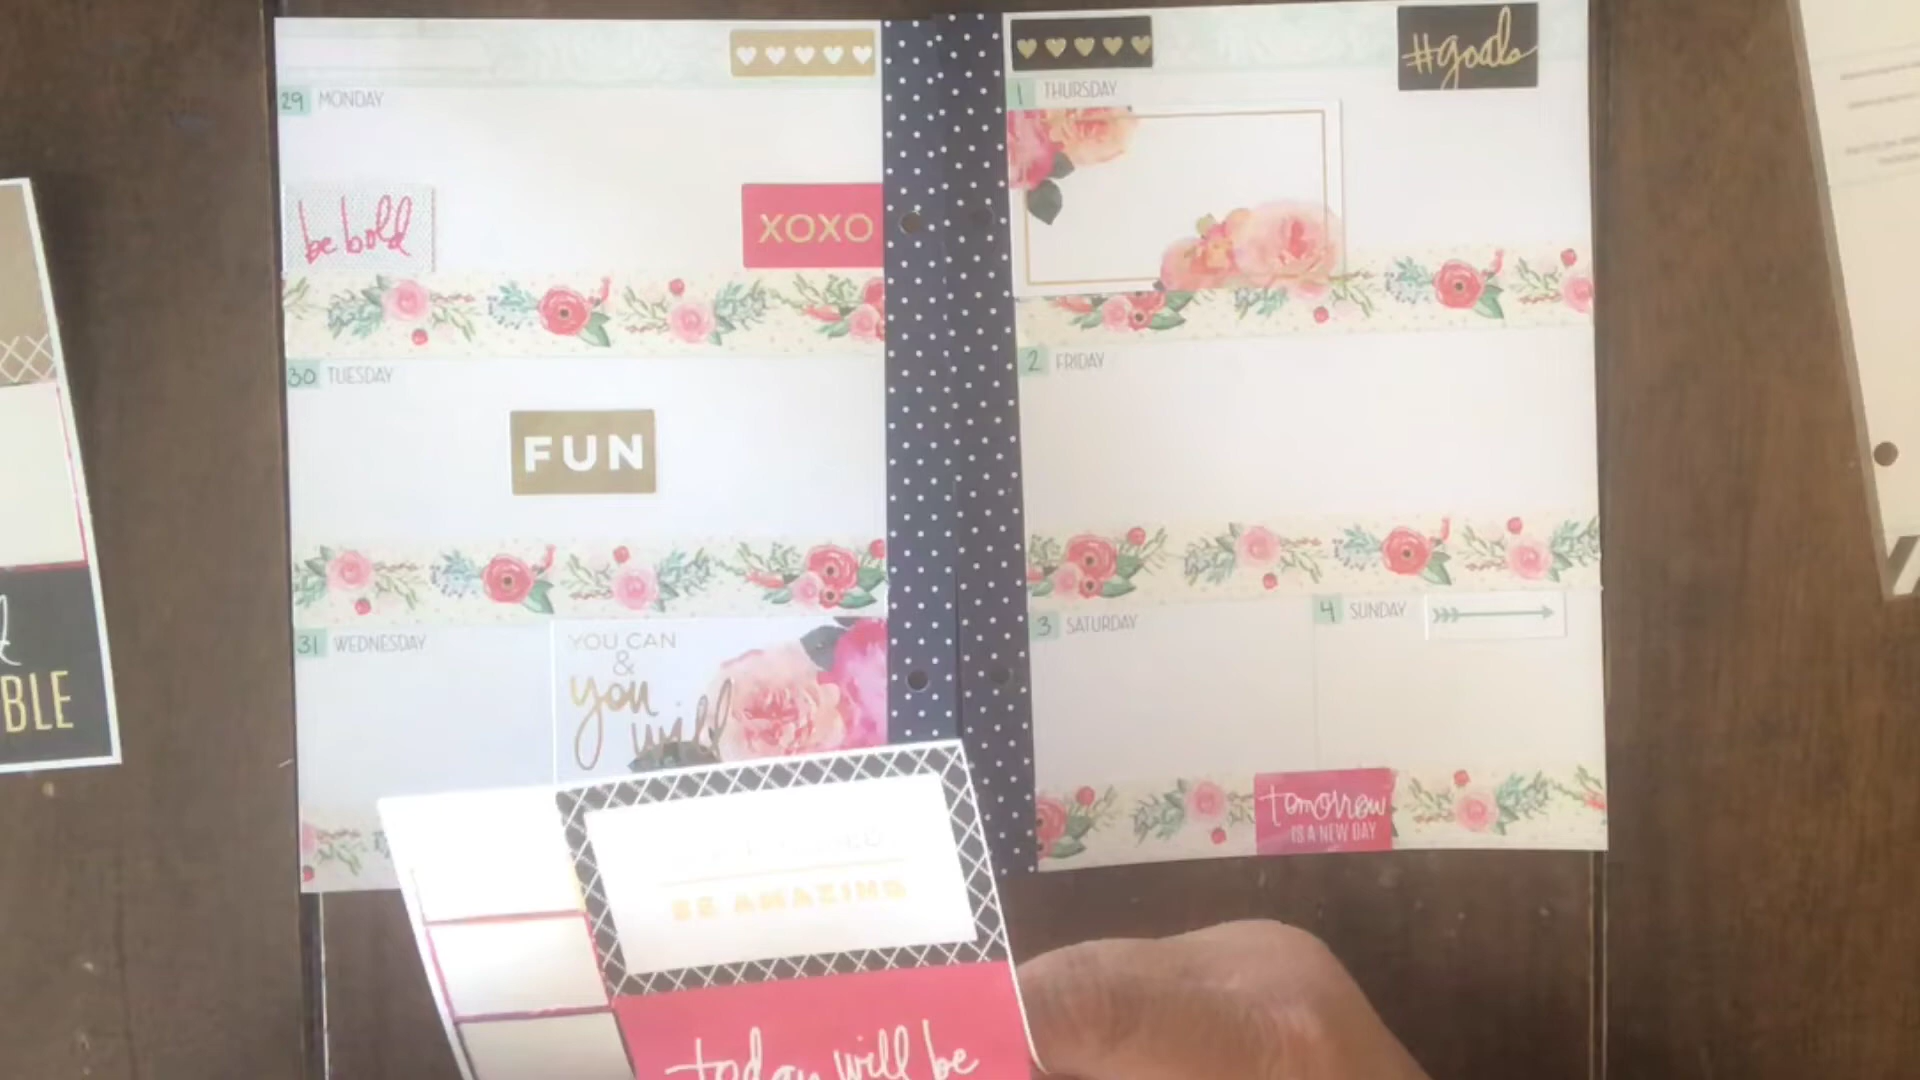 #goals
29 MONDAY
1 THURSDAY
be bold
XOXO
30 TUESDAY
2 FRIDAY
FUN
31 WEDNESDAY
YOU CAN
&
you
will
3 SATURDAY
4 SUNDAY
tomorrow
IS A NEW DAY
BLE
BE AMAZING
today will be